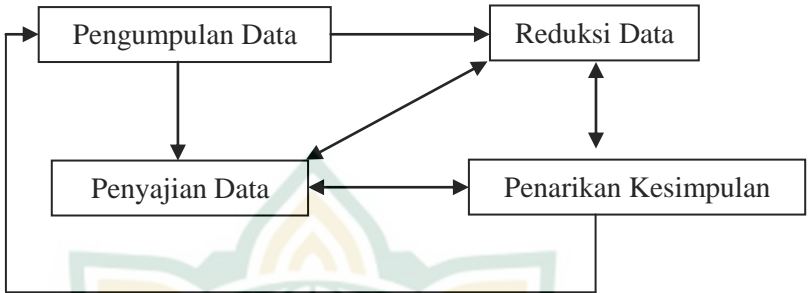 Pengumpulan Data
Reduksi Data
Penyajian Data
Penarikan Kesimpulan